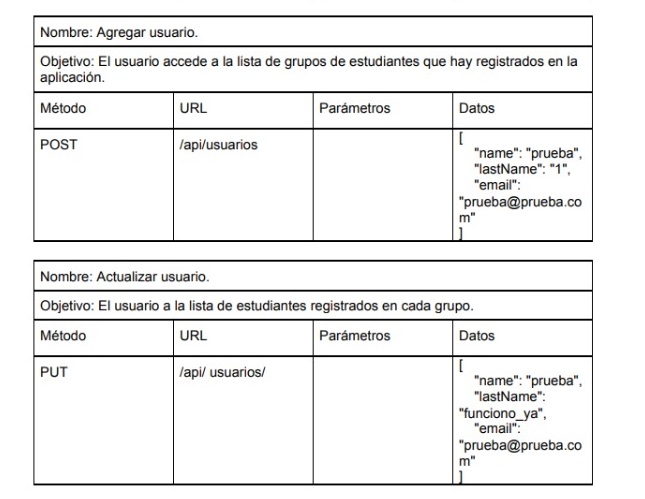 Nombre: Agregar usuario.
Objetivo: El usuario accede a la lista de grupos de estudiantes que hay registrados en la
aplicación.
Método URL Parámetros Datos
POST /api/usuarios
[
"name": "prueba",
"lastName": "1",
"email":
"prueba@prueba.co
m"
]
Nombre: Actualizar usuario.
Objetivo: El usuario a la lista de estudiantes registrados en cada grupo.
Método URL Parámetros Datos
PUT /api/ usuarios/
[
"name": "prueba",
"lastName":
"funciono_ya",
"email":
"prueba@prueba.co
m"
]